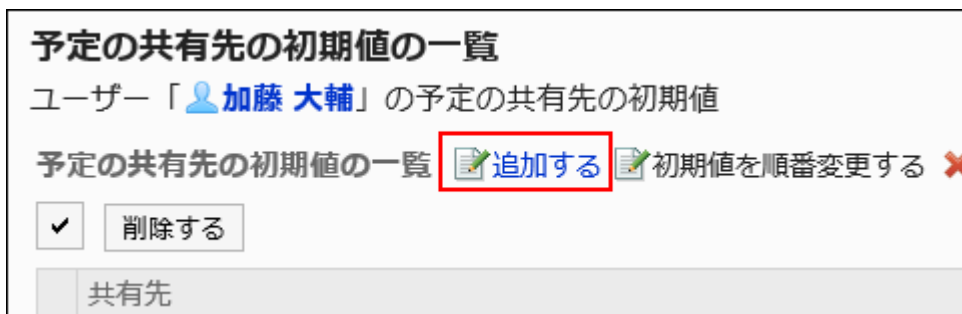 予定の共有先の初期値の一覧
ユーザー「加藤 大輔」の予定の共有先の初期値
予定の共有先の初期値の一覧 追加する 初期値を順番変更する
削除する
共有先